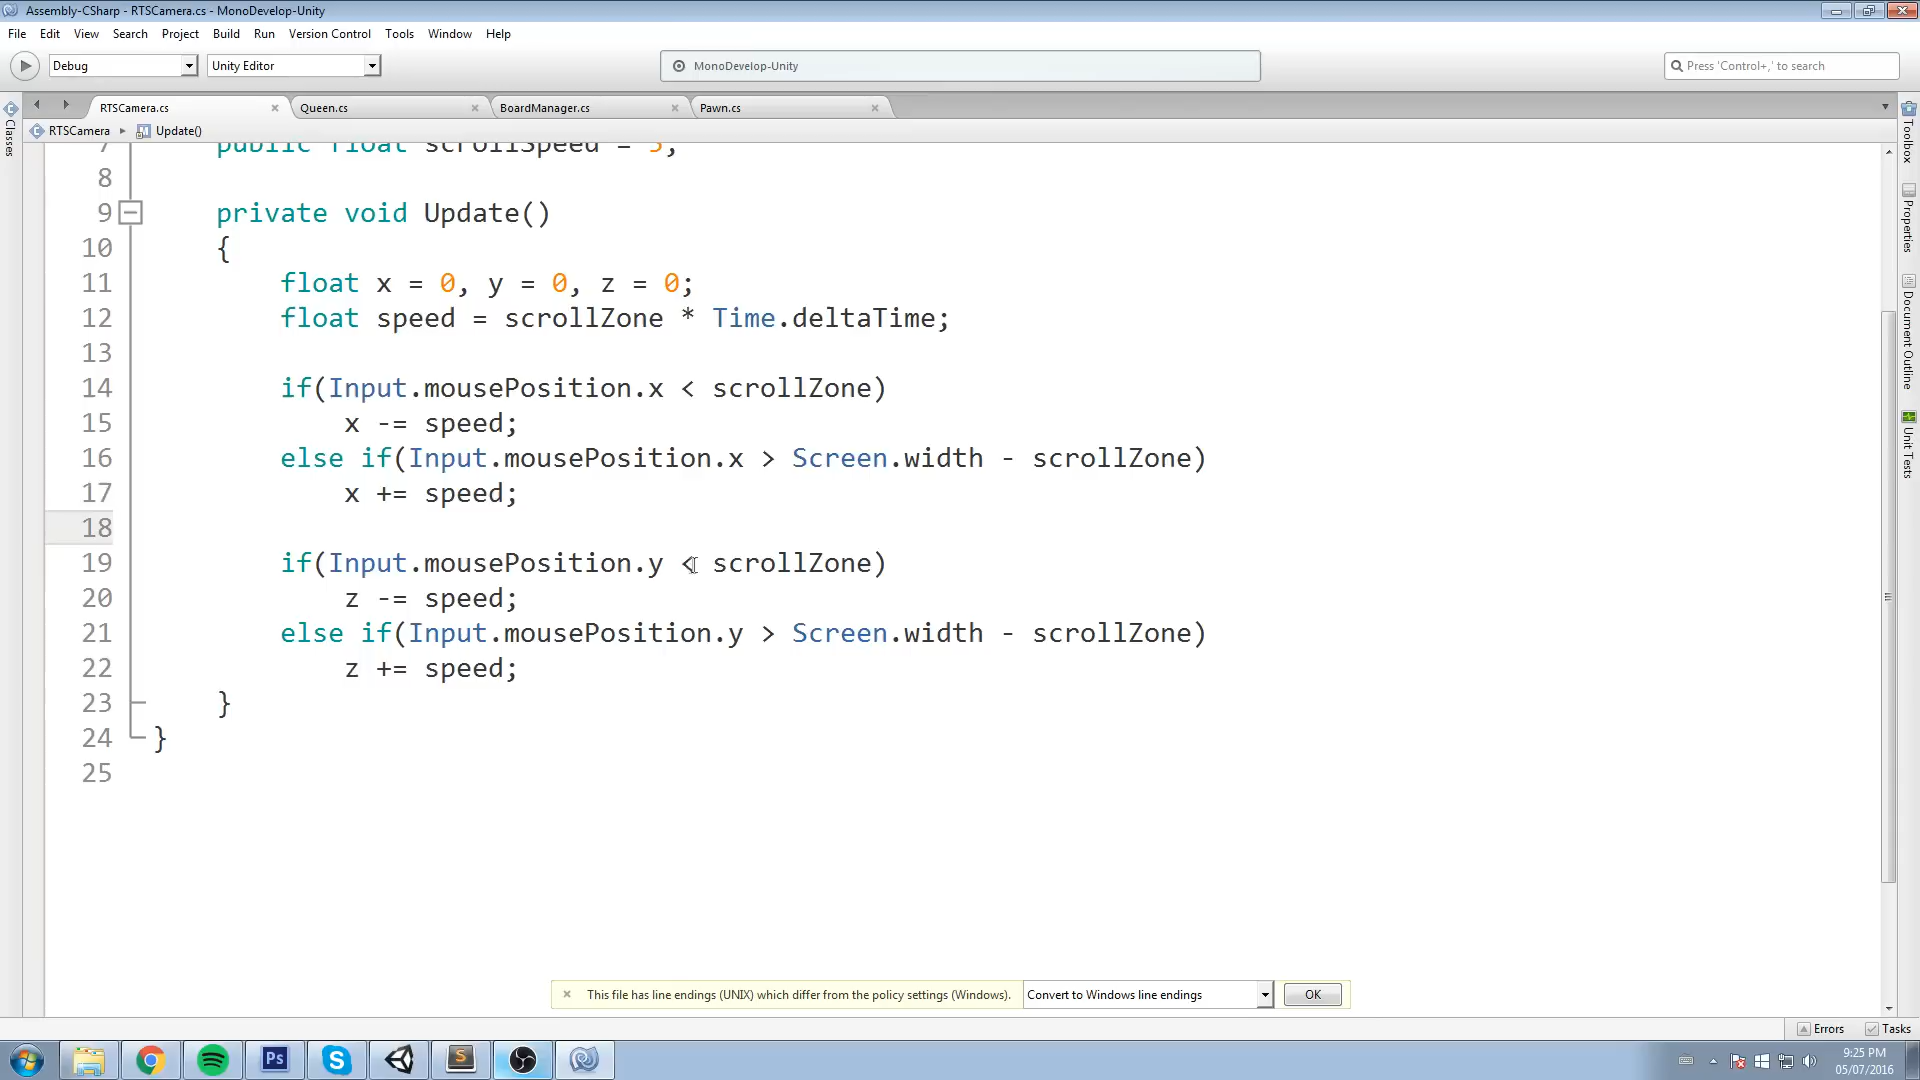 Assembly-CSharp - RTSCamera.cs - MonoDevelop-Unity
File Edit View Search Project Build Run Version Control Tools Window Help
Debug Unity Editor MonoDevelop-Unity Press 'Control+,' to search
RTSCamera.cs Queen.cs BoardManager.cs Pawn.cs
RTSCamera Update()
Classes
Toolbox
Properties
Document Outline
Unit Tests
7 public float scrollSpeed = 5;
8
9 private void Update()
10 {
11 float x = 0, y = 0, z = 0;
12 float speed = scrollZone * Time.deltaTime;
13
14 if(Input.mousePosition.x < scrollZone)
15 x -= speed;
16 else if(Input.mousePosition.x > Screen.width - scrollZone)
17 x += speed;
18
19 if(Input.mousePosition.y < scrollZone)
20 z -= speed;
21 else if(Input.mousePosition.y > Screen.width - scrollZone)
22 z += speed;
23 }
24 }
25
This file has line endings (UNIX) which differ from the policy settings (Windows). Convert to Windows line endings OK
Errors Tasks
Ps S S
9:25 PM
05/07/2016